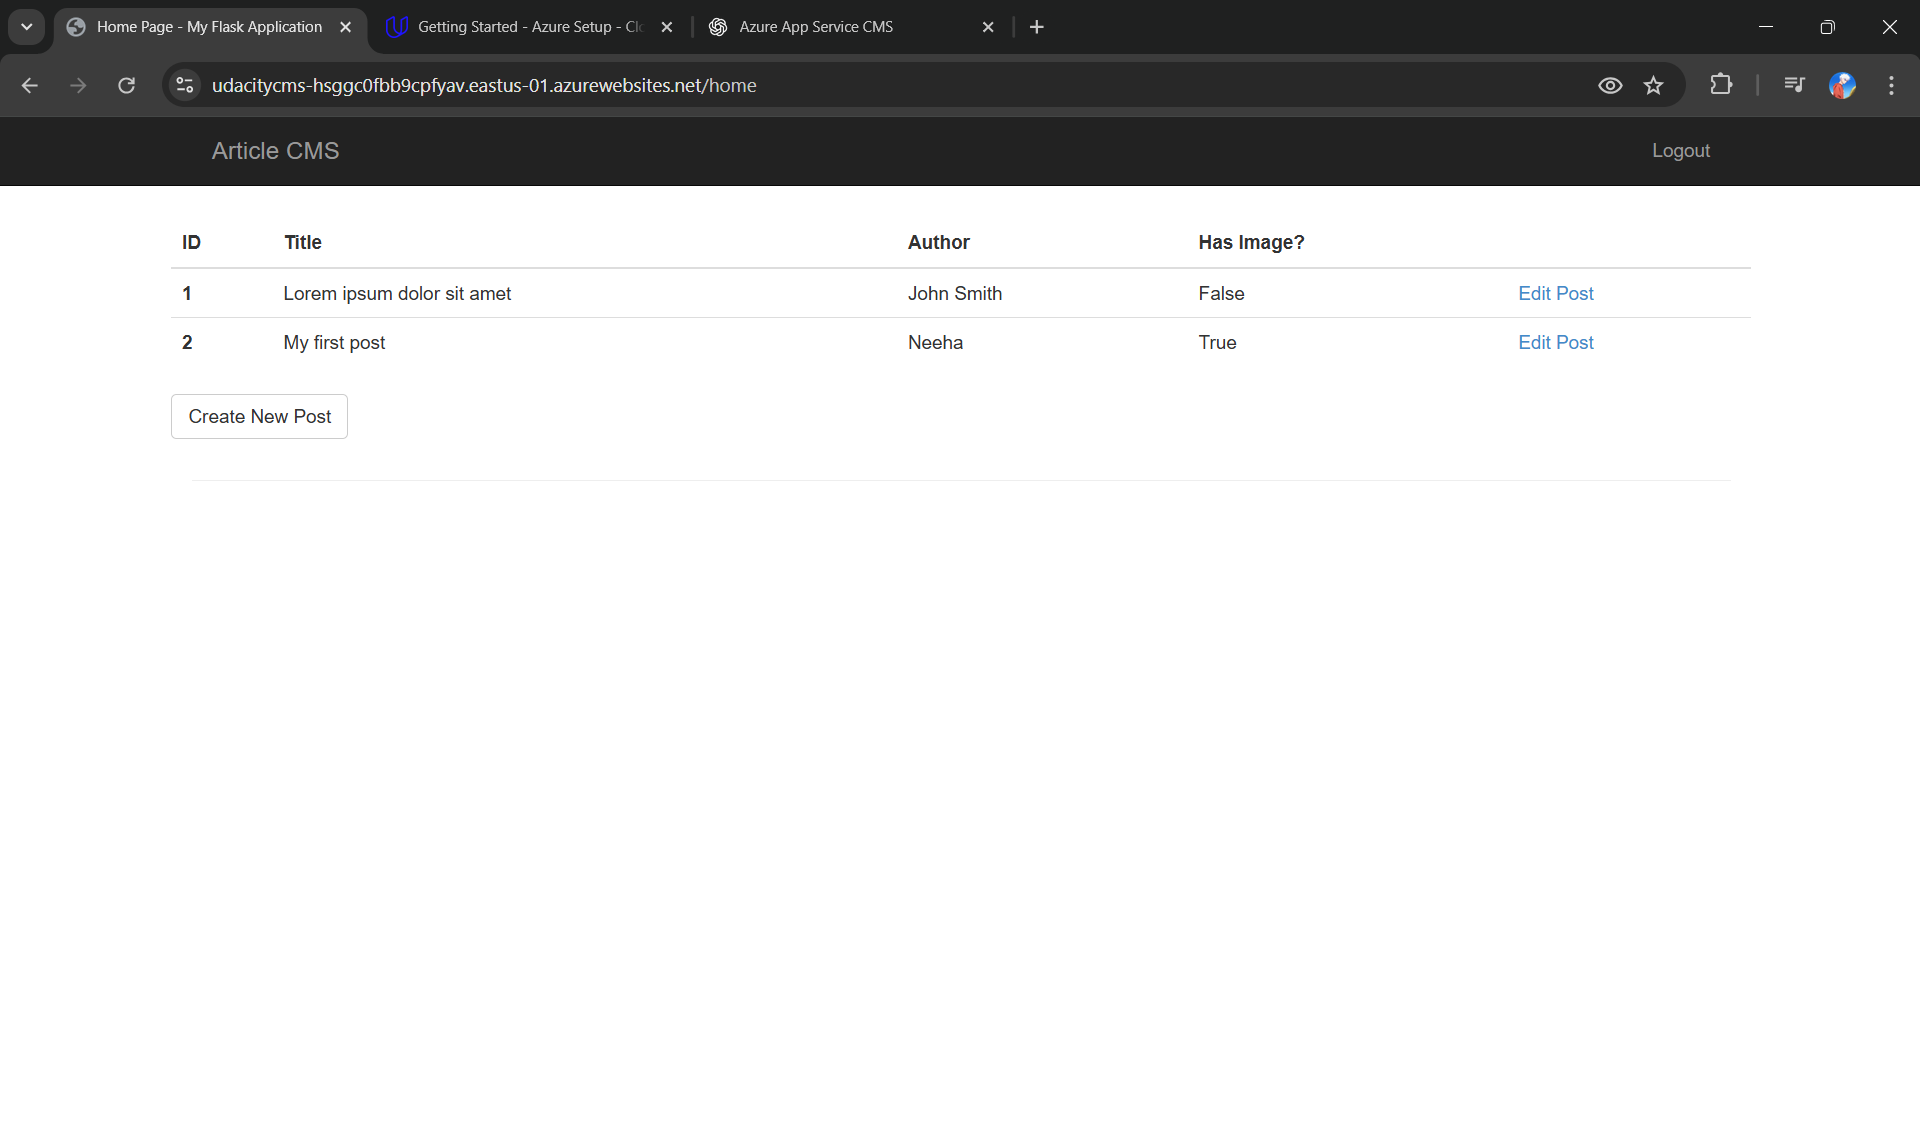 Home Page - My Flask Application
Getting Started - Azure Setup - Clo
Azure App Service CMS
udacitycms-hsggc0fbb9cpfyav.eastus-01.azurewebsites.net/home
Article CMS Logout
ID Title Author Has Image?
1 Lorem ipsum dolor sit amet John Smith False Edit Post
2 My first post Neeha True Edit Post
Create New Post